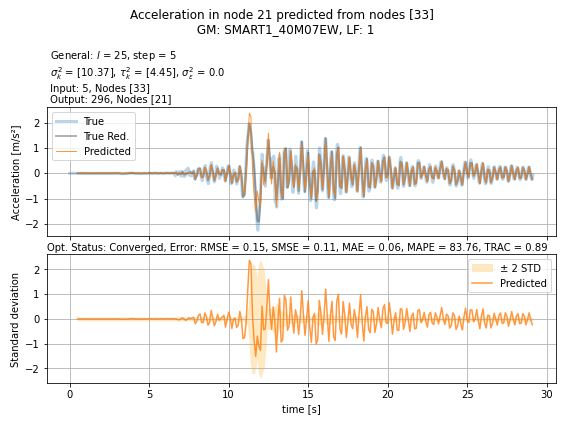 Acceleration in node 21 predicted from nodes [33]
GM: SMART1_40M07EW, LF: 1
General: l = 25, step = 5
σ²ₖ = [10.37], τ²ₖ = [4.45], σ²ε = 0.0
Input: 5, Nodes [33]
Output: 296, Nodes [21]
Acceleration [m/s²]
2
1
0
−1
−2
True
True Red.
Predicted
Opt. Status: Converged, Error: RMSE = 0.15, SMSE = 0.11, MAE = 0.06, MAPE = 83.76, TRAC = 0.89
Standard deviation
2
1
0
−1
−2
± 2 STD
Predicted
0 5 10 15 20 25 30
time [s]